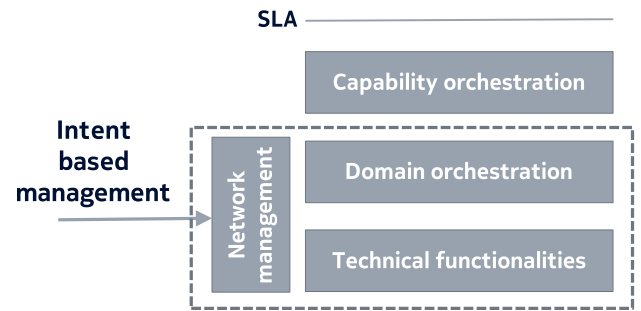 SLA
Capability orchestration
Intent
based
management
Network
management
Domain orchestration
Technical functionalities